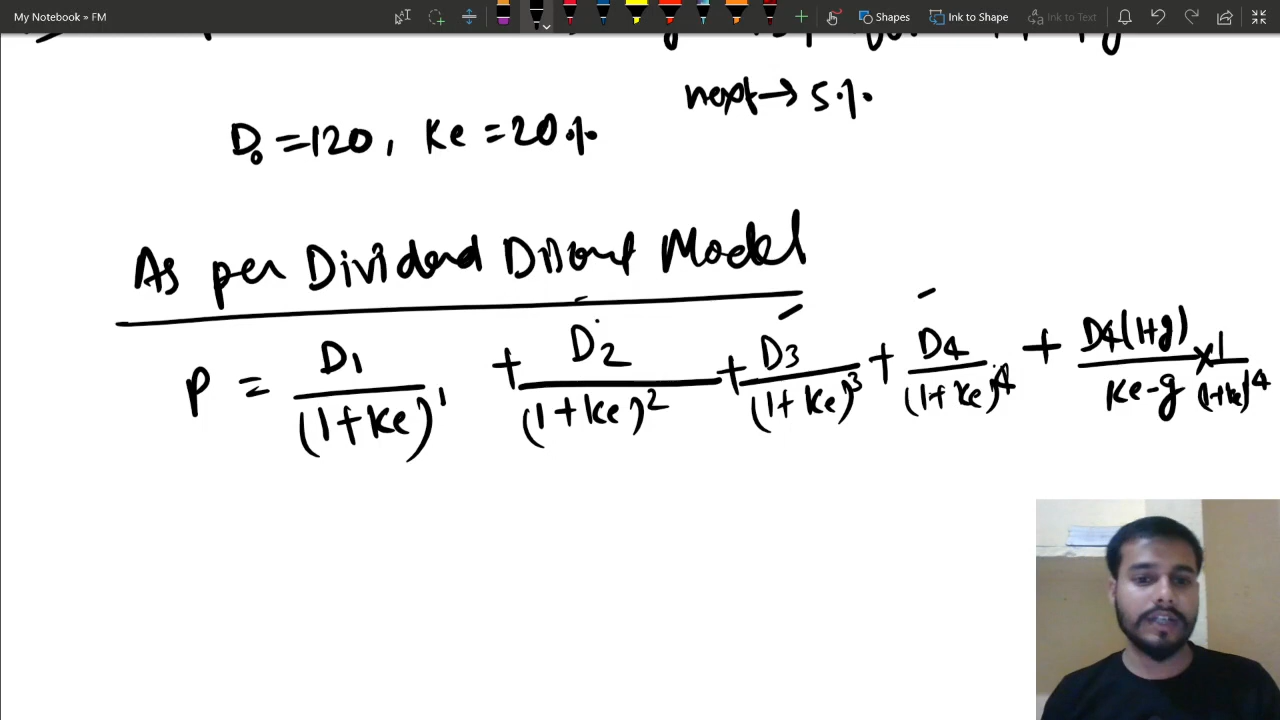 My Notebook » FM
Shapes
Ink to Shape
Ink to Text
next → 5%
D₀ = 120, Ke = 20%
As per Dividend Model
P = D1/(1+Ke)^1 + D2/(1+Ke)^2 + D3/(1+Ke)^3 + D4/(1+Ke)^4 + D4(1+g)/(Ke-g) × 1/(1+Ke)^4